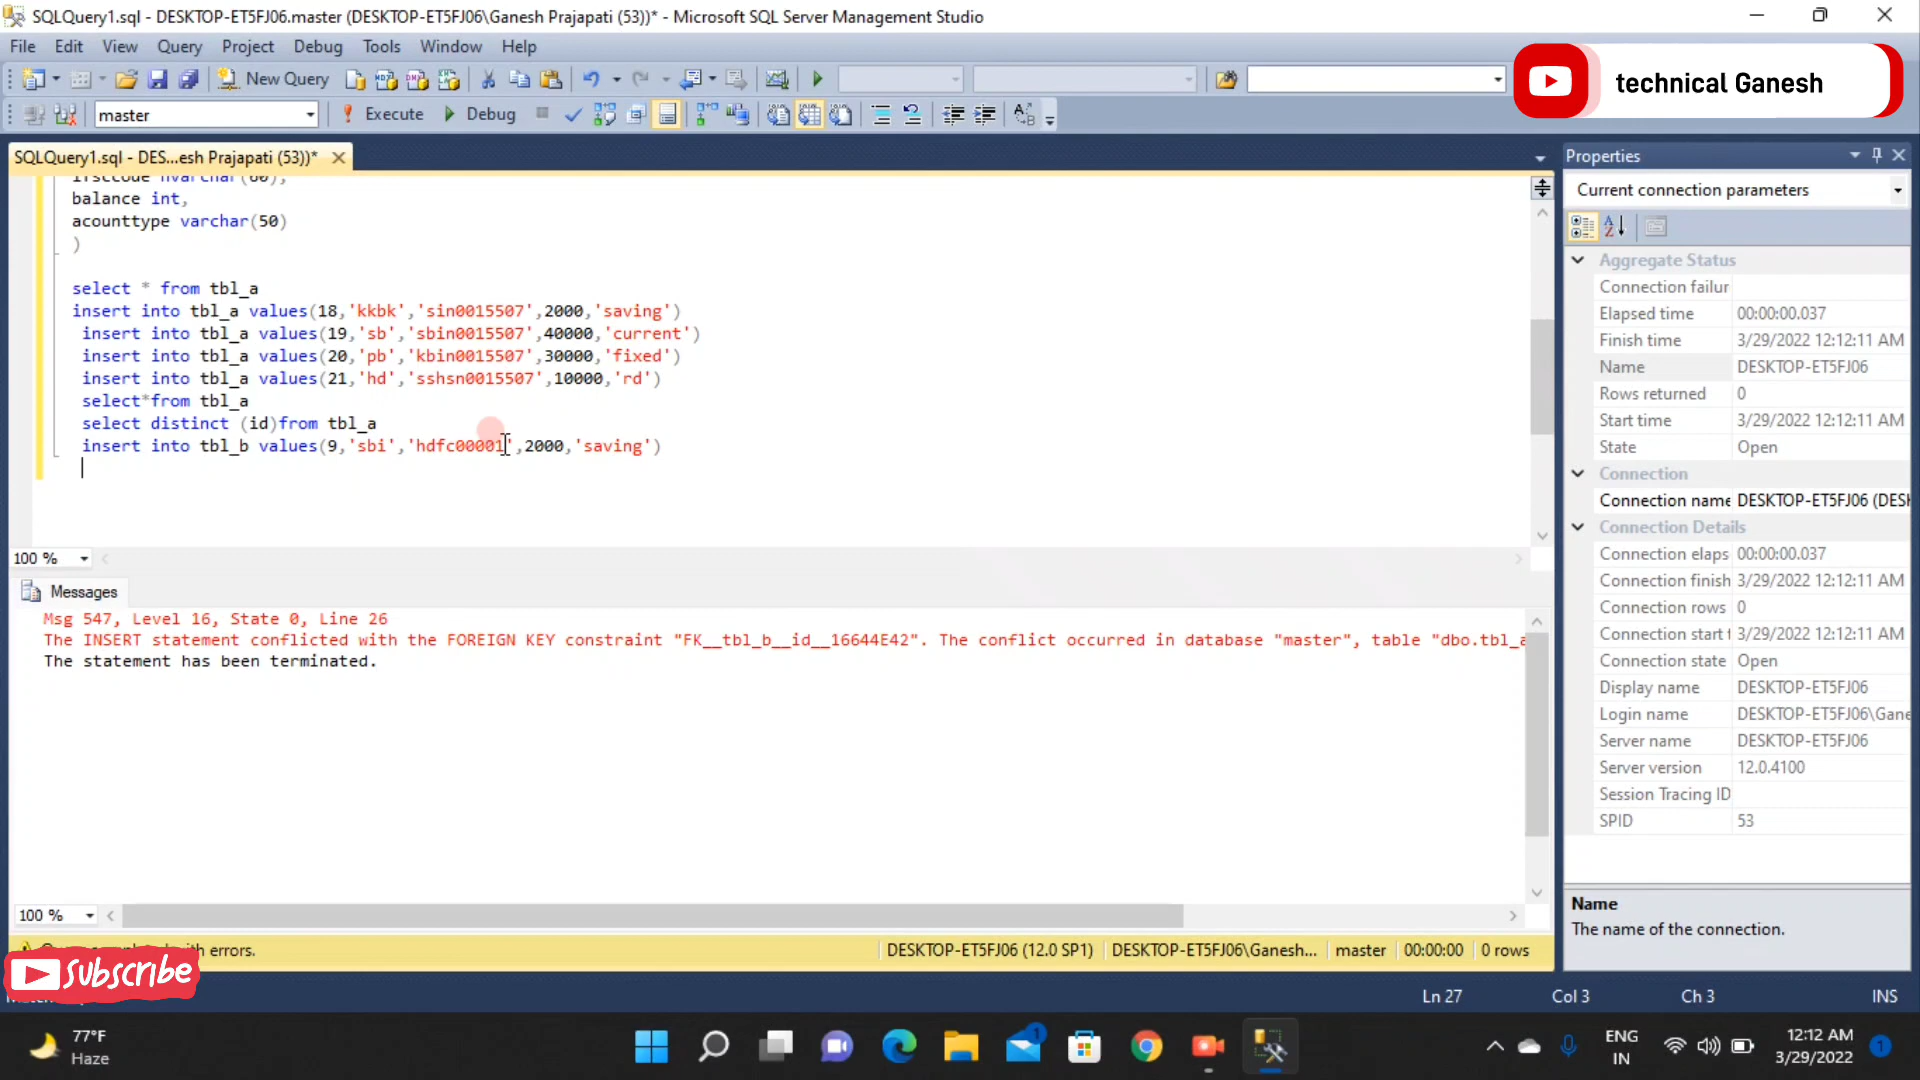 SQLQuery1.sql - DESKTOP-ET5FJ06.master (DESKTOP-ET5FJ06\Ganesh Prajapati (53))* - Microsoft SQL Server Management Studio
File Edit View Query Project Debug Tools Window Help
New Query
technical Ganesh
master
Execute
Debug
SQLQuery1.sql - DES...esh Prajapati (53))*
ifsccode nvarchar(60),
balance int,
acounttype varchar(50)
)
select * from tbl_a
insert into tbl_a values(18,'kkbk','sin0015507',2000,'saving')
insert into tbl_a values(19,'sb','sbin0015507',40000,'current')
insert into tbl_a values(20,'pb','kbin0015507',30000,'fixed')
insert into tbl_a values(21,'hd','sshsn0015507',10000,'rd')
select*from tbl_a
select distinct (id)from tbl_a
insert into tbl_b values(9,'sbi','hdfc00001',2000,'saving')
100 %
Messages
Msg 547, Level 16, State 0, Line 26
The INSERT statement conflicted with the FOREIGN KEY constraint "FK__tbl_b__id__16644E42". The conflict occurred in database "master", table "dbo.tbl_a
The statement has been terminated.
100 %
with errors.
DESKTOP-ET5FJ06 (12.0 SP1)
DESKTOP-ET5FJ06\Ganesh...
master
00:00:00
0 rows
Subscribe
Properties
Current connection parameters
Aggregate Status
Connection failur
Elapsed time 00:00:00.037
Finish time 3/29/2022 12:12:11 AM
Name DESKTOP-ET5FJ06
Rows returned 0
Start time 3/29/2022 12:12:11 AM
State Open
Connection
Connection name DESKTOP-ET5FJ06 (DESK
Connection Details
Connection elaps 00:00:00.037
Connection finish 3/29/2022 12:12:11 AM
Connection rows 0
Connection start t 3/29/2022 12:12:11 AM
Connection state Open
Display name DESKTOP-ET5FJ06
Login name DESKTOP-ET5FJ06\Gane
Server name DESKTOP-ET5FJ06
Server version 12.0.4100
Session Tracing ID
SPID 53
Name
The name of the connection.
Ln 27
Col 3
Ch 3
INS
77°F
Haze
1
ENG
IN
12:12 AM
3/29/2022
1